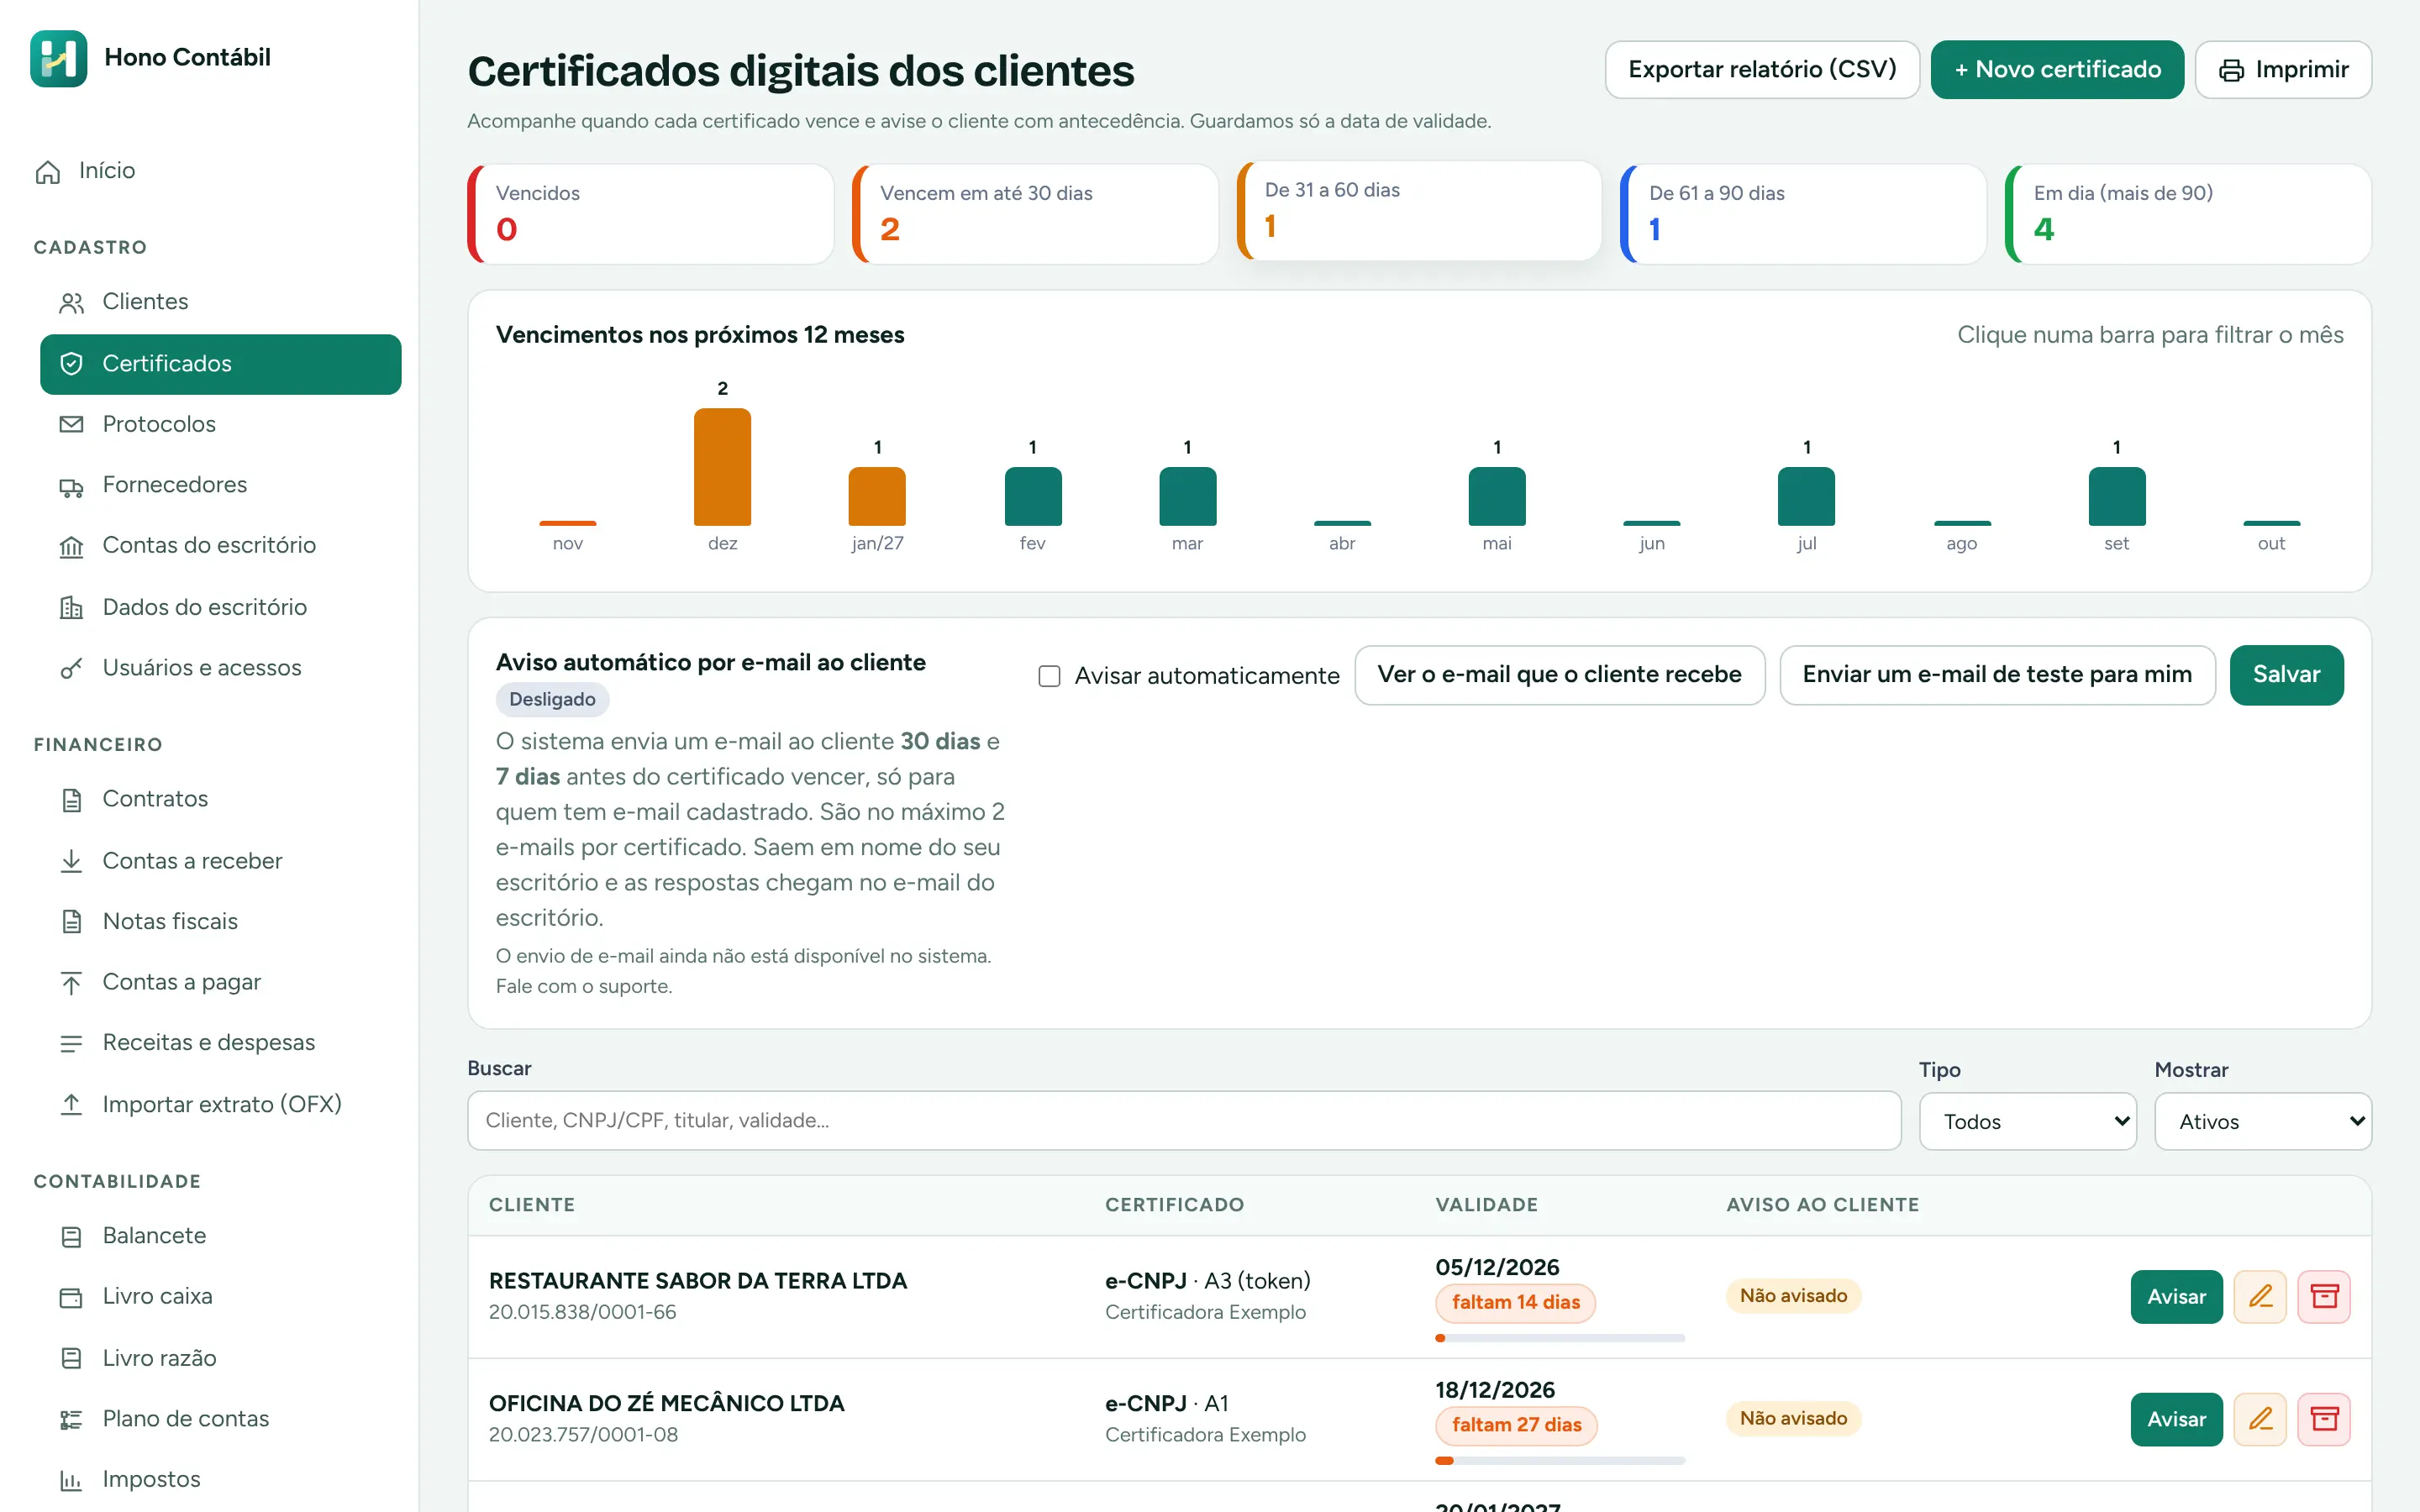 Hono Contábil
Início
CADASTRO
Clientes
Certificados
Protocolos
Fornecedores
Contas do escritório
Dados do escritório
Usuários e acessos
FINANCEIRO
Contratos
Contas a receber
Notas fiscais
Contas a pagar
Receitas e despesas
Importar extrato (OFX)
CONTABILIDADE
Balancete
Livro caixa
Livro razão
Plano de contas
Impostos
Certificados digitais dos clientes
Exportar relatório (CSV)
+ Novo certificado
Imprimir
Acompanhe quando cada certificado vence e avise o cliente com antecedência. Guardamos só a data de validade.
Vencidos
0
Vencem em até 30 dias
2
De 31 a 60 dias
1
De 61 a 90 dias
1
Em dia (mais de 90)
4
Vencimentos nos próximos 12 meses
Clique numa barra para filtrar o mês
2 1 1 1 1 1 1
nov dez jan/27 fev mar abr mai jun jul ago set out
Aviso automático por e-mail ao cliente
Desligado
O sistema envia um e-mail ao cliente 30 dias e
7 dias antes do certificado vencer, só para
quem tem e-mail cadastrado. São no máximo 2
e-mails por certificado. Saem em nome do seu
escritório e as respostas chegam no e-mail do
escritório.
O envio de e-mail ainda não está disponível no sistema.
Fale com o suporte.
Avisar automaticamente
Ver o e-mail que o cliente recebe
Enviar um e-mail de teste para mim
Salvar
Buscar
Cliente, CNPJ/CPF, titular, validade...
Tipo
Todos
Mostrar
Ativos
CLIENTE CERTIFICADO VALIDADE AVISO AO CLIENTE
RESTAURANTE SABOR DA TERRA LTDA
20.015.838/0001-66
e-CNPJ · A3 (token)
Certificadora Exemplo
05/12/2026
faltam 14 dias
Não avisado
Avisar
OFICINA DO ZÉ MECÂNICO LTDA
20.023.757/0001-08
e-CNPJ · A1
Certificadora Exemplo
18/12/2026
faltam 27 dias
Não avisado
Avisar
20/01/2027